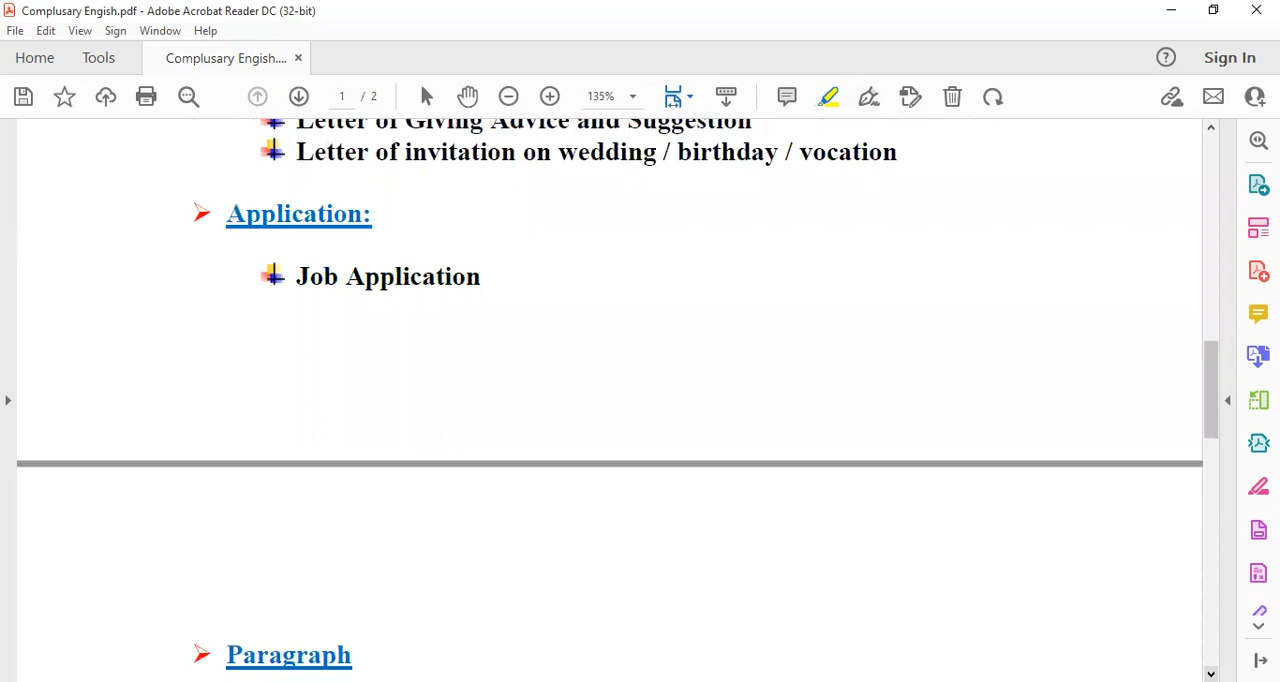 Complusary Engish.pdf - Adobe Acrobat Reader DC (32-bit)
File Edit View Sign Window Help
Home Tools Complusary Engish.... × ? Sign In
1 / 2 135%
Letter of Giving Advice and Suggestion
Letter of invitation on wedding / birthday / vocation
Application:
Job Application
Paragraph